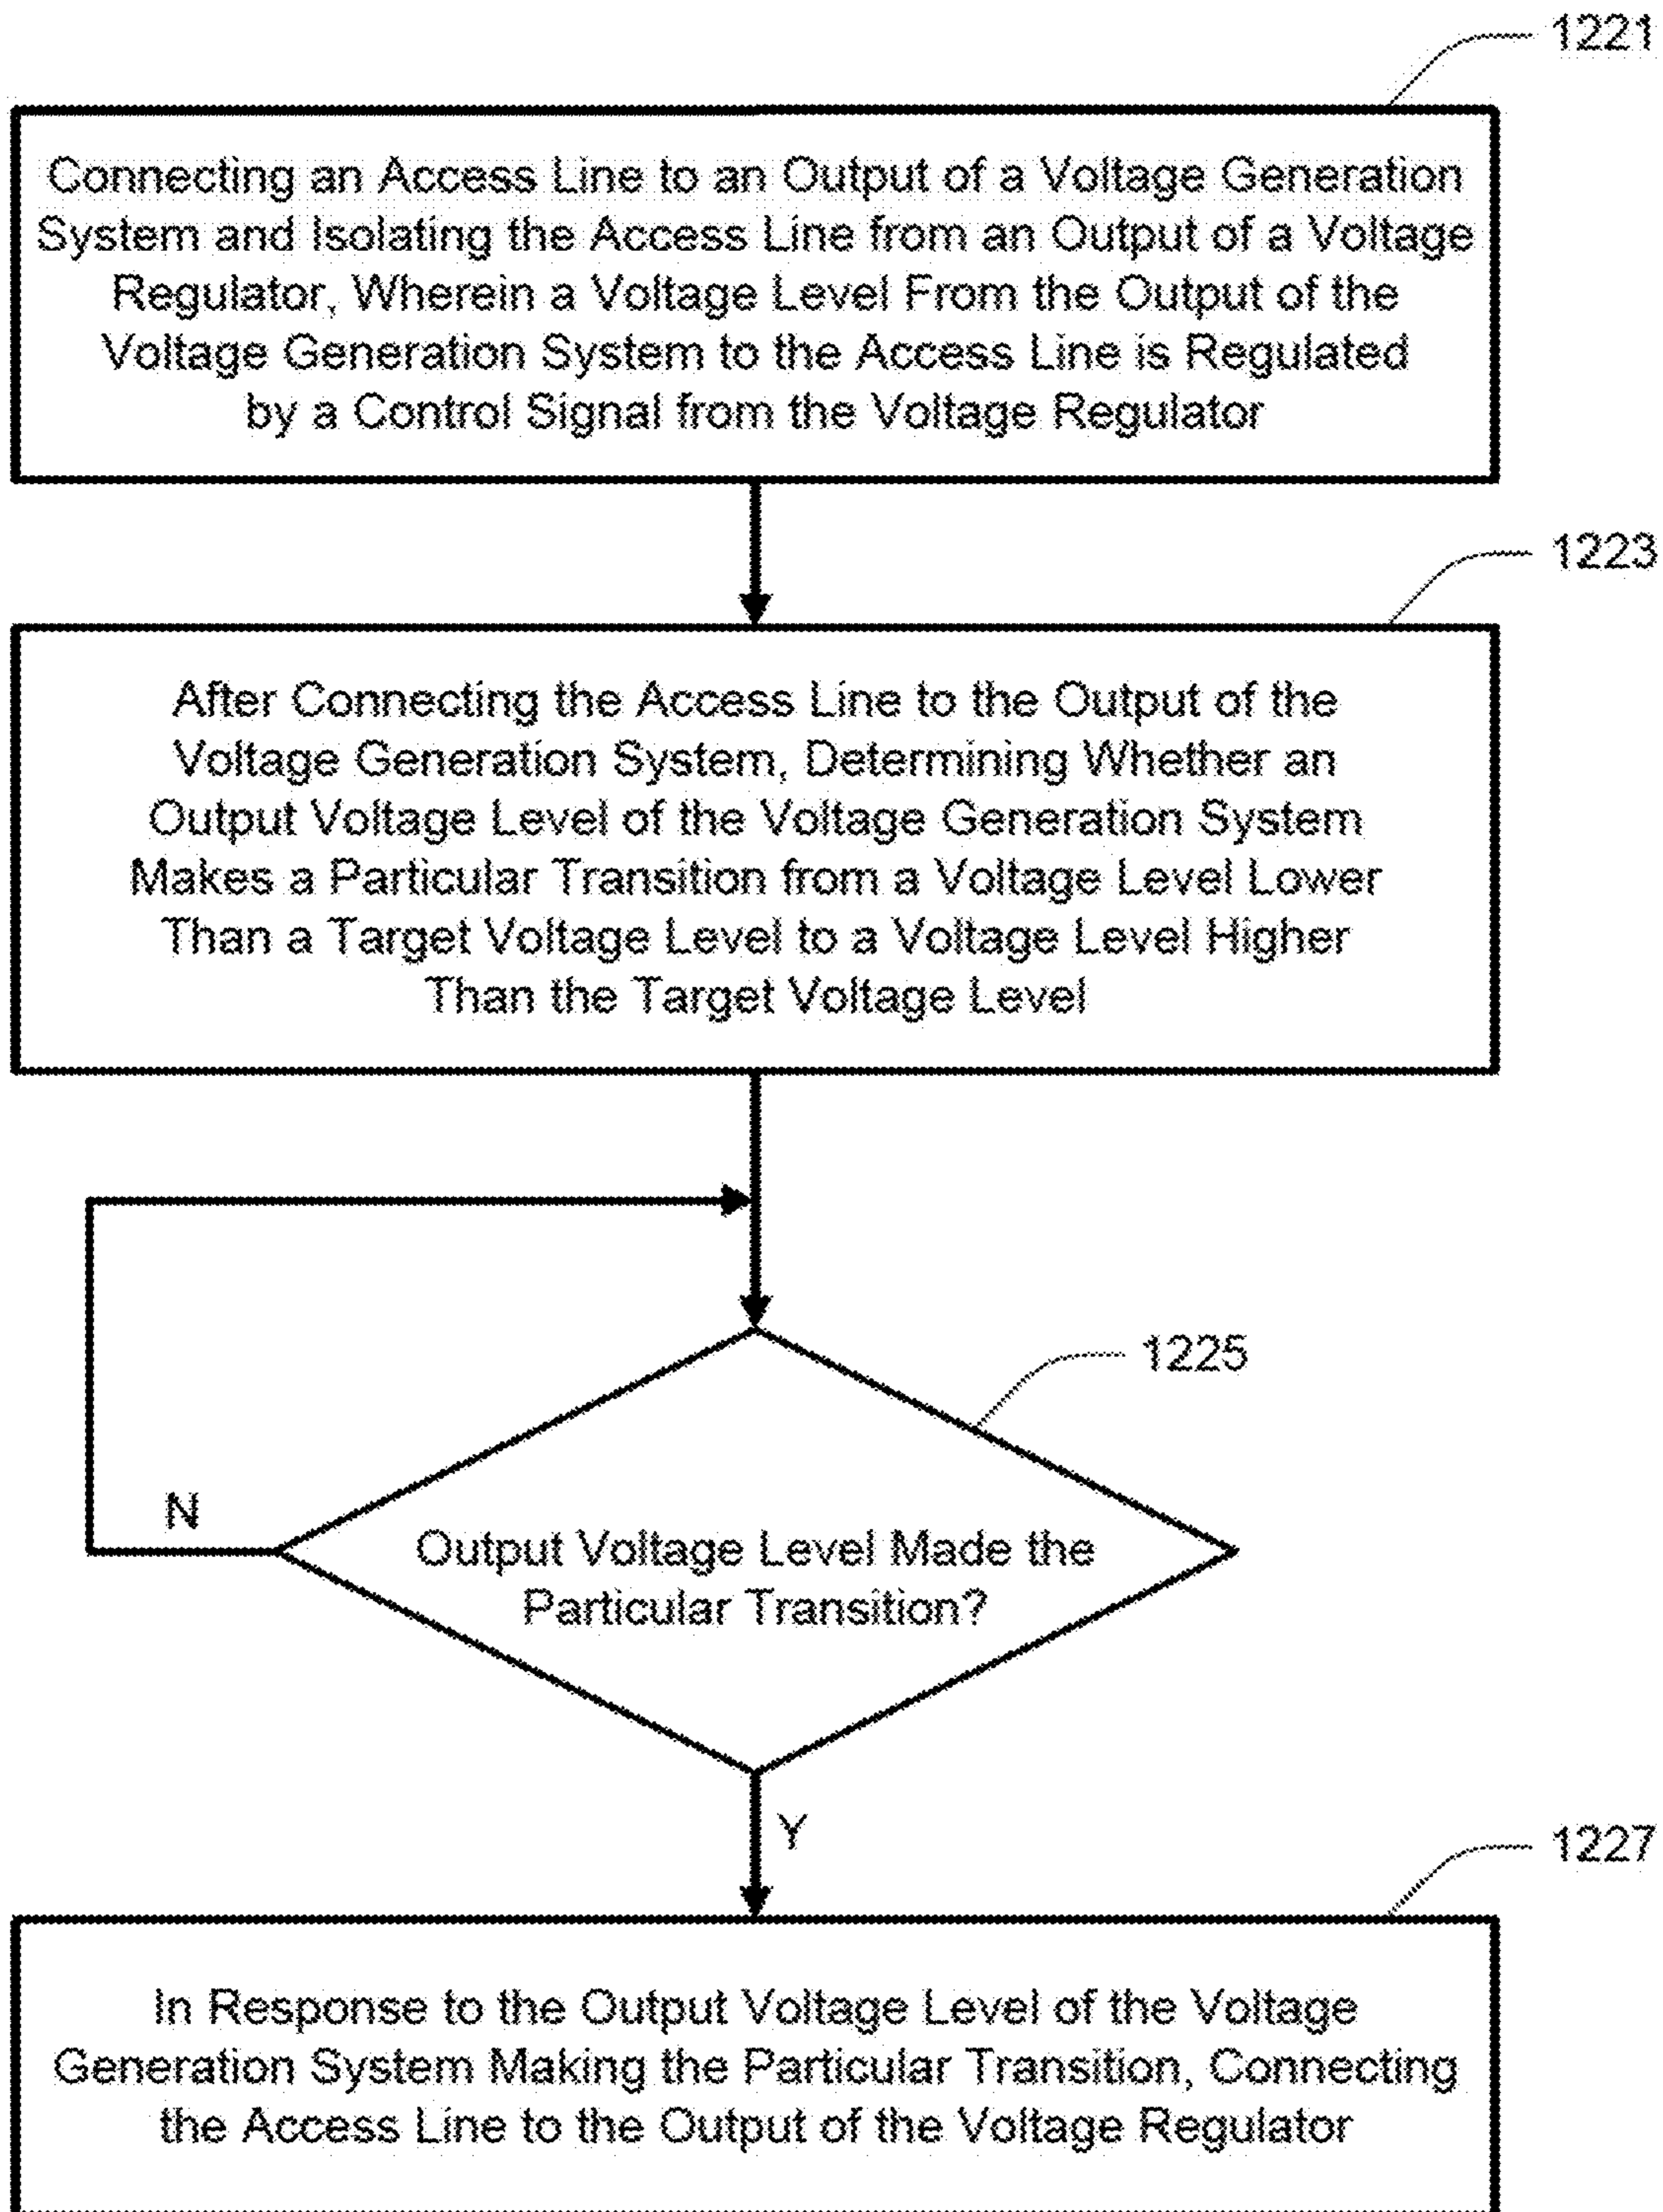 1221
Connecting an Access Line to an Output of a Voltage Generation
System and Isolating the Access Line from an Output of a Voltage
Regulator, Wherein a Voltage Level From the Output of the
Voltage Generation System to the Access Line is Regulated
by a Control Signal from the Voltage Regulator
1223
After Connecting the Access Line to the Output of the
Voltage Generation System, Determining Whether an
Output Voltage Level of the Voltage Generation System
Makes a Particular Transition from a Voltage Level Lower
Than a Target Voltage Level to a Voltage Level Higher
Than the Target Voltage Level
1225
N
Output Voltage Level Made the
Particular Transition?
Y
1227
In Response to the Output Voltage Level of the Voltage
Generation System Making the Particular Transition, Connecting
the Access Line to the Output of the Voltage Regulator